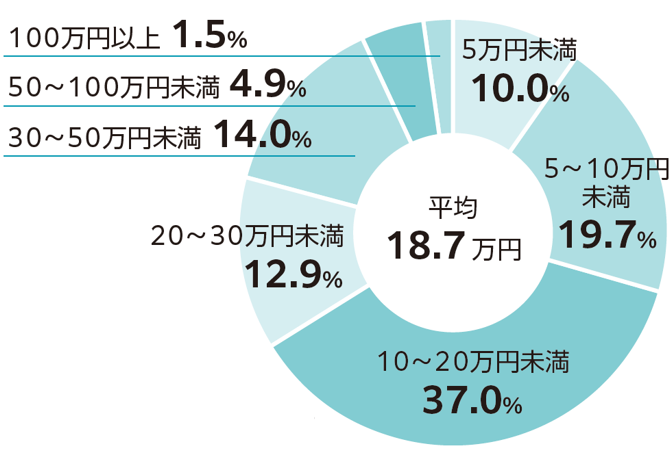 100万円以上 1.5%
50〜100万円未満 4.9%
30〜50万円未満 14.0%
20〜30万円未満
12.9%
5万円未満
10.0%
5〜10万円
未満
19.7%
10〜20万円未満
37.0%
平均
18.7万円